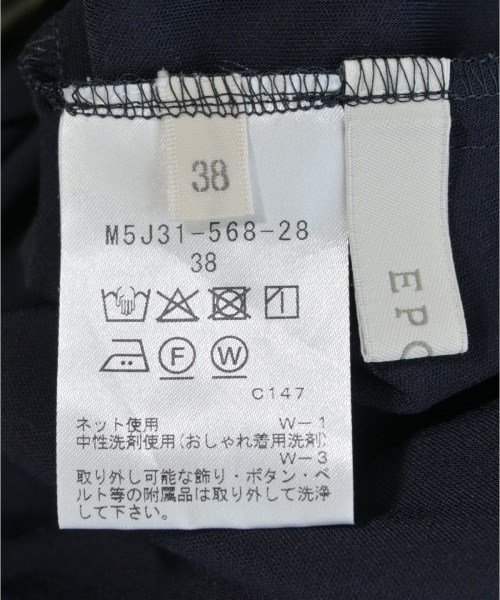 38
M5J31-568-28
38
F W
C147
ネット使用 W-1
中性洗剤使用(おしゃれ着用洗剤)
W-3
取り外し可能な飾り・ボタン・ベ
ルト等の附属品は取り外して洗浄
して下さい。
EPO